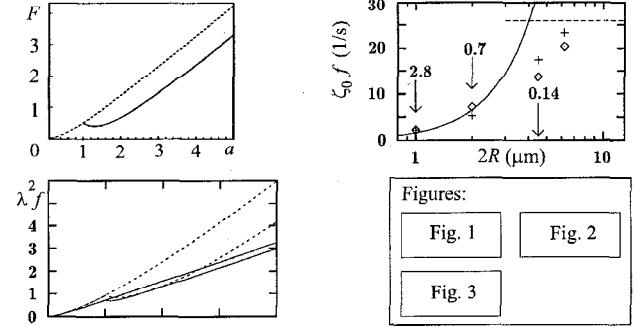 F
3
2
1
0 1 2 3 4 a
λ²f
4
3
2
1
0
ζ₀ f (1/s)
30
20
10
0
2.8
0.7
0.14
1 2R (μm) 10
Figures:
Fig. 1 Fig. 2
Fig. 3